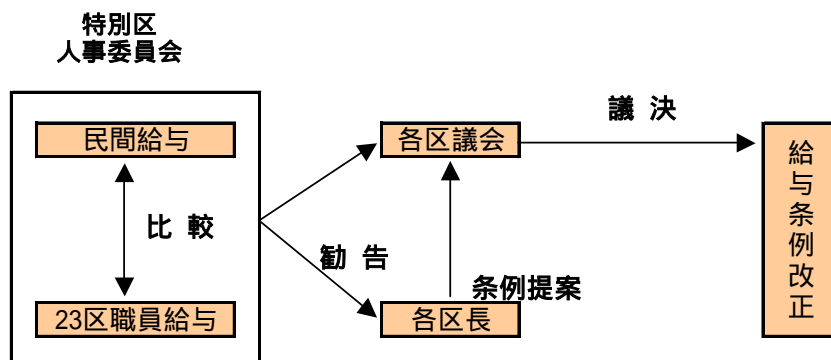 特別区
人事委員会
民間給与
比 較
23区職員給与
勧 告
各区議会
条例提案
各区長
議 決
給与条例改正